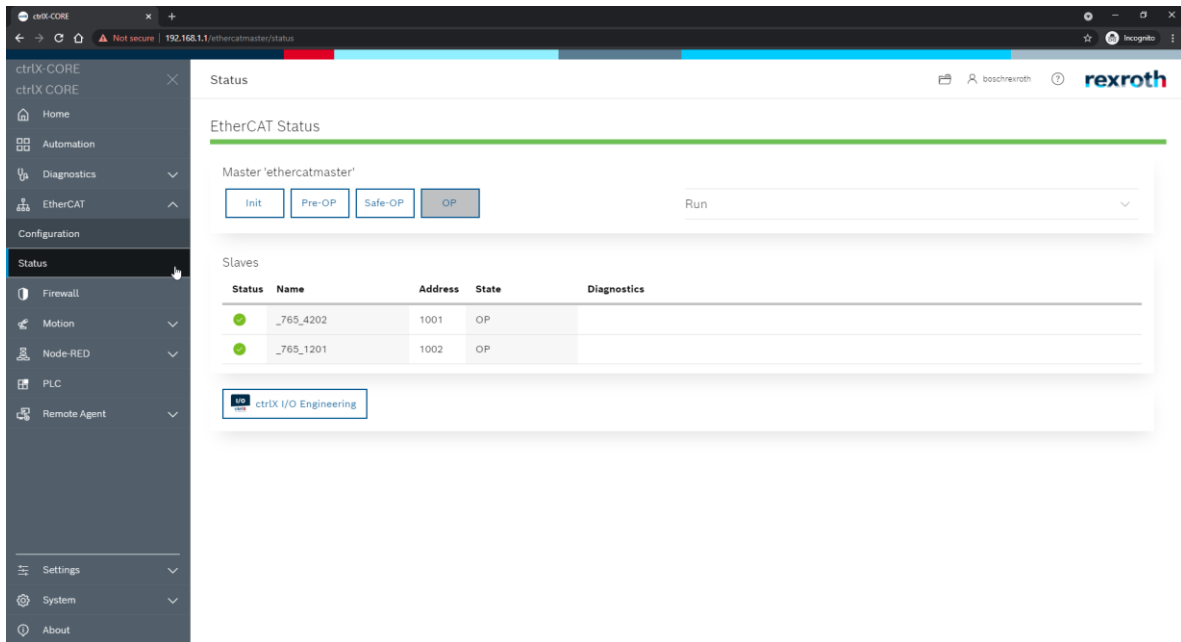 ctrlX-CORE
Not secure | 192.168.1.1/ethercatmaster/status
Incognito
ctrlX-CORE
ctrlX CORE
Home
Automation
Diagnostics
EtherCAT
Configuration
Status
Firewall
Motion
Node-RED
PLC
Remote Agent
Settings
System
About
Status
boschrexroth
rexroth
EtherCAT Status
Master 'ethercatmaster'
Init Pre-OP Safe-OP OP
Run
Slaves
Status Name Address State Diagnostics
_765_4202 1001 OP
_765_1201 1002 OP
I/O ctrlX I/O Engineering